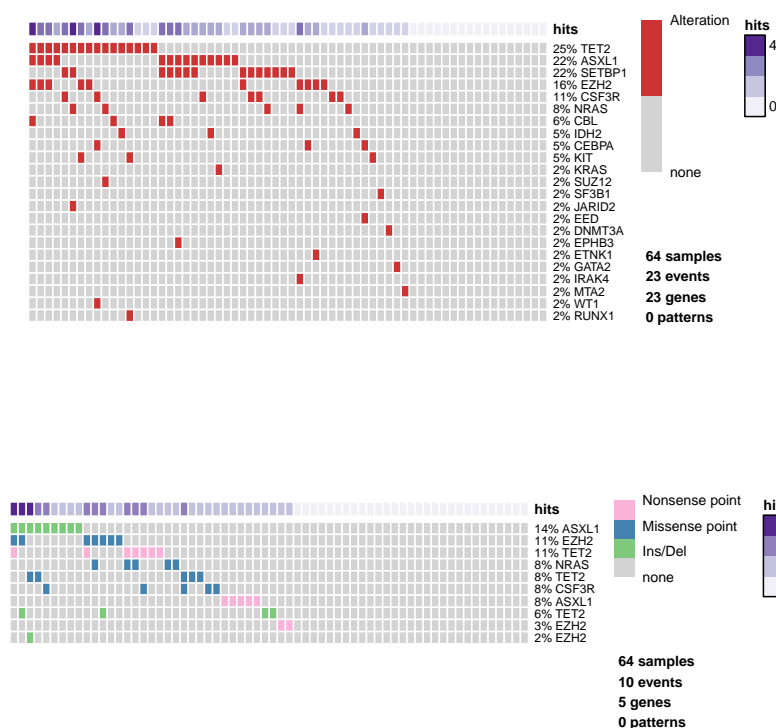 hits
25% TET2
22% ASXL1
22% SETBP1
16% EZH2
11% CSF3R
8% NRAS
6% CBL
5% IDH2
5% CEBPA
5% KIT
2% KRAS
2% SUZ12
2% SF3B1
2% JARID2
2% EED
2% DNMT3A
2% EPHB3
2% ETNK1
2% GATA2
2% IRAK4
2% MTA2
2% WT1
2% RUNX1
Alteration
none
hits
4
0
64 samples
23 events
23 genes
0 patterns
hits
14% ASXL1
11% EZH2
11% TET2
8% NRAS
8% TET2
8% CSF3R
8% ASXL1
6% TET2
3% EZH2
2% EZH2
Nonsense point
Missense point
Ins/Del
none
hi
64 samples
10 events
5 genes
0 patterns